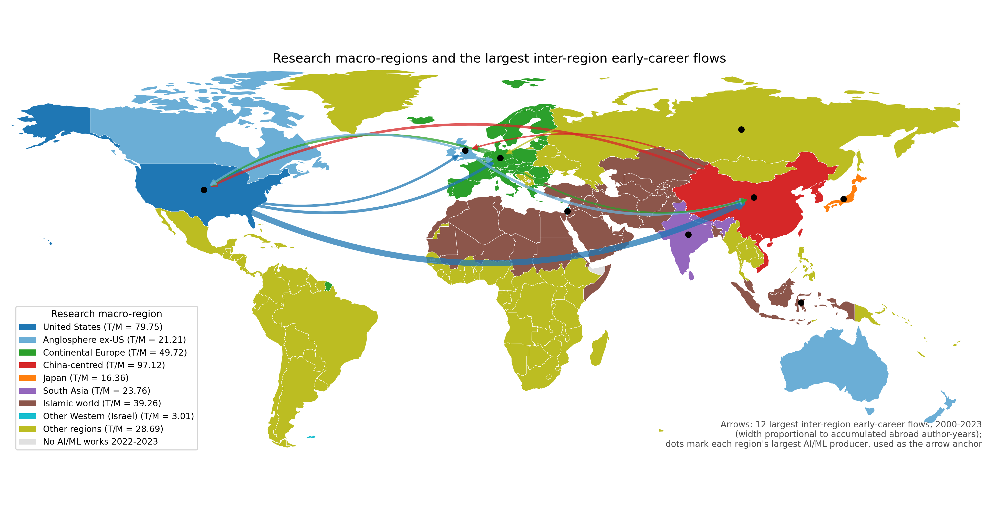 Research macro-regions and the largest inter-region early-career flows
Research macro-region
United States (T/M = 79.75)
Anglosphere ex-US (T/M = 21.21)
Continental Europe (T/M = 49.72)
China-centred (T/M = 97.12)
Japan (T/M = 16.36)
South Asia (T/M = 23.76)
Islamic world (T/M = 39.26)
Other Western (Israel) (T/M = 3.01)
Other regions (T/M = 28.69)
No AI/ML works 2022-2023
Arrows: 12 largest inter-region early-career flows, 2000-2023
(width proportional to accumulated abroad author-years);
dots mark each region's largest AI/ML producer, used as the arrow anchor